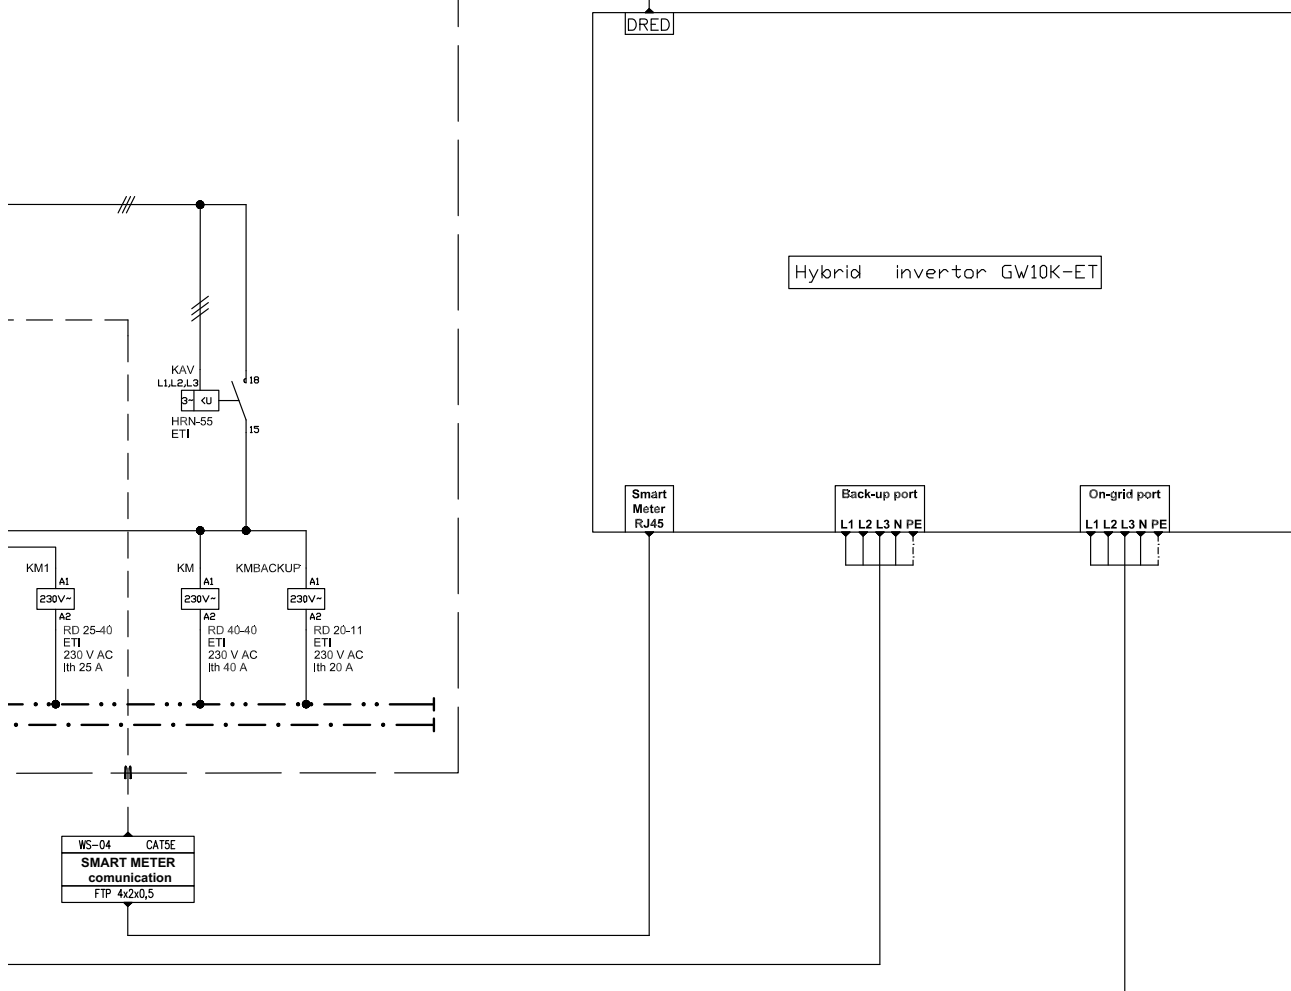 DRED
Hybrid invertor GW10K-ET
KAV
L1,L2,L3
3~ <U
HRN-55
ETI
18
15
Smart
Meter
RJ45
Back-up port
L1 L2 L3 N PE
On-grid port
L1 L2 L3 N PE
KM1
A1
230V~
A2
RD 25-40
ETI
230 V AC
Ith 25 A
KM
A1
230V~
A2
RD 40-40
ETI
230 V AC
Ith 40 A
KMBACKUP
A1
230V~
A2
RD 20-11
ETI
230 V AC
Ith 20 A
WS-04 CAT5E
SMART METER
comunication
FTP 4x2x0,5